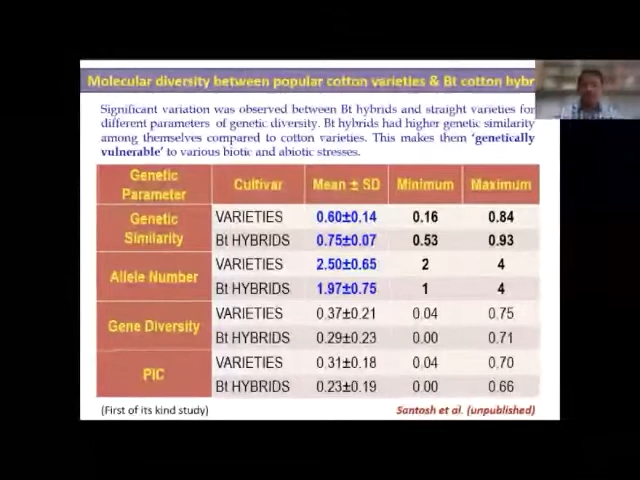 Molecular diversity between popular cotton varieties & Bt cotton hybr
Significant variation was observed between Bt hybrids and straight varieties for
different parameters of genetic diversity. Bt hybrids had higher genetic similarity
among themselves compared to cotton varieties. This makes them ‘genetically
vulnerable’ to various biotic and abiotic stresses.
Genetic Parameter Cultivar Mean ± SD Minimum Maximum
Genetic Similarity VARIETIES 0.60±0.14 0.16 0.84
Bt HYBRIDS 0.75±0.07 0.53 0.93
Allele Number VARIETIES 2.50±0.65 2 4
Bt HYBRIDS 1.97±0.75 1 4
Gene Diversity VARIETIES 0.37±0.21 0.04 0.75
Bt HYBRIDS 0.29±0.23 0.00 0.71
PIC VARIETIES 0.31±0.18 0.04 0.70
Bt HYBRIDS 0.23±0.19 0.00 0.66
(First of its kind study) Santosh et al. (unpublished)